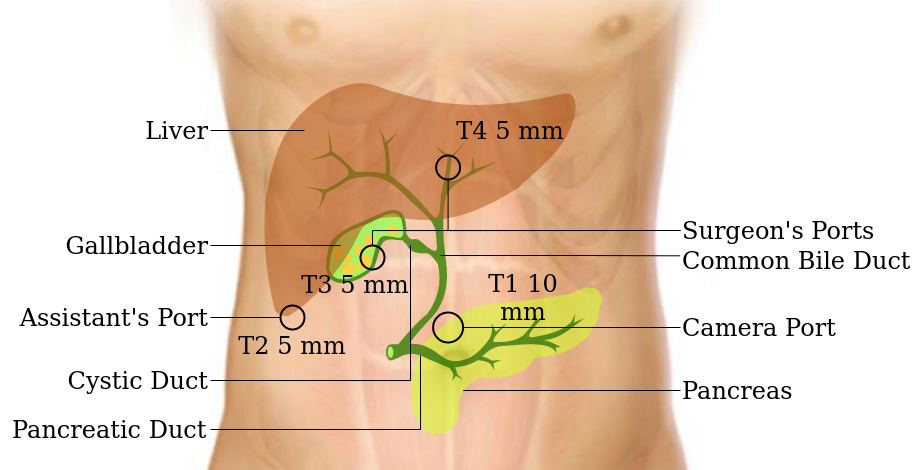 T4 5 mm
Liver
Surgeon's Ports
Gallbladder
Common Bile Duct
T3 5 mm
T1 10
mm
Assistant's Port
Camera Port
T2 5 mm
Cystic Duct
Pancreas
Pancreatic Duct